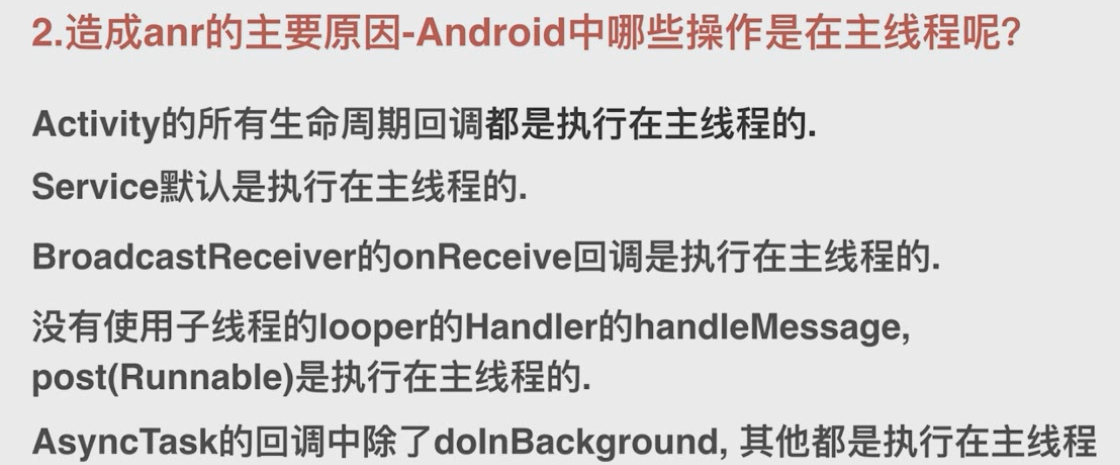 2.造成anr的主要原因-Android中哪些操作是在主线程呢?
Activity的所有生命周期回调都是执行在主线程的.
Service默认是执行在主线程的.
BroadcastReceiver的onReceive回调是执行在主线程的.
没有使用子线程的looper的Handler的handleMessage,
post(Runnable)是执行在主线程的.
AsyncTask的回调中除了doInBackground, 其他都是执行在主线程